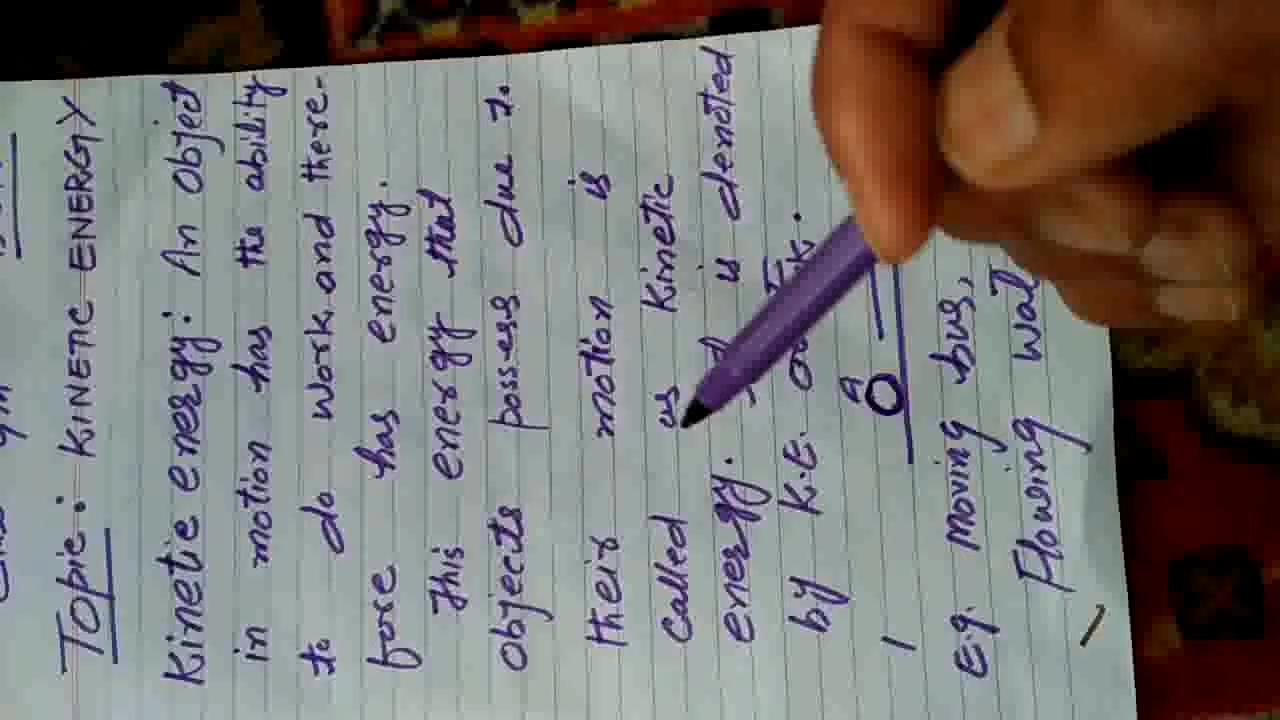 Topic: KINETIC ENERGY
Kinetic energy: An Object
in motion has the ability
to do work, and there-
fore has energy.
This energy that
Objects possess due to
their motion is
called as kinetic
energy. is denoted
by K.E.
A
E.g. moving bus,
Flowing